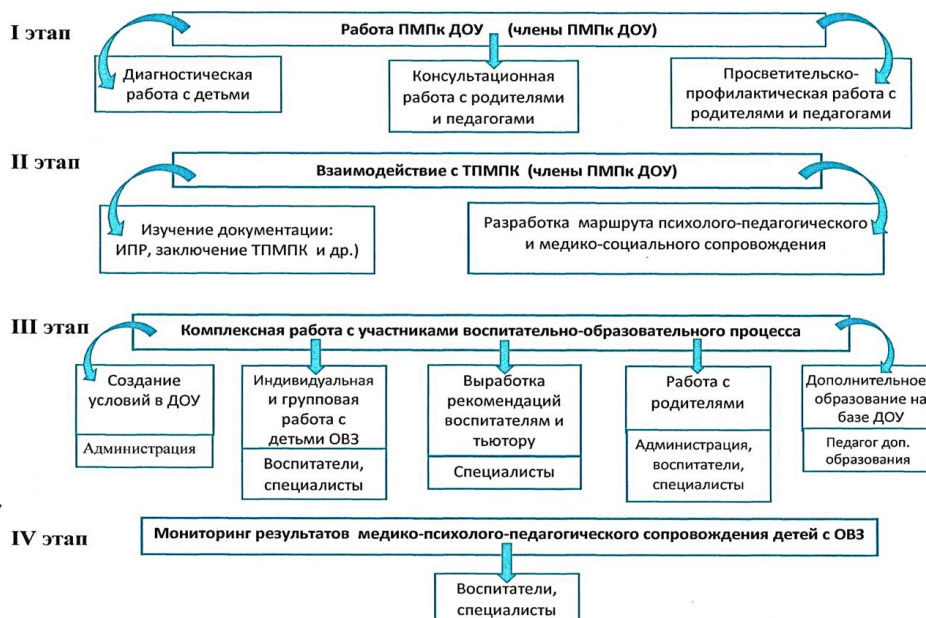 I этап
Работа ПМПк ДОУ (члены ПМПк ДОУ)
Диагностическая
работа с детьми
Консультационная
работа с родителями
и педагогами
Просветительско-
профилактическая работа с
родителями и педагогами
II этап
Взаимодействие с ТПМПК (члены ПМПк ДОУ)
Изучение документации:
ИПР, заключение ТПМПК и др.)
Разработка маршрута психолого-педагогического
и медико-социального сопровождения
III этап
Комплексная работа с участниками воспитательно-образовательного процесса
Создание
условий в ДОУ
Администрация
Индивидуальная
и групповая
работа с
детьми ОВЗ
Воспитатели,
специалисты
Выработка
рекомендаций
воспитателям и
тьютору
Специалисты
Работа с
родителями
Администрация,
воспитатели,
специалисты
Дополнительное
образование на
базе ДОУ
Педагог доп.
образования
IV этап
Мониторинг результатов медико-психолого-педагогического сопровождения детей с ОВЗ
Воспитатели,
специалисты